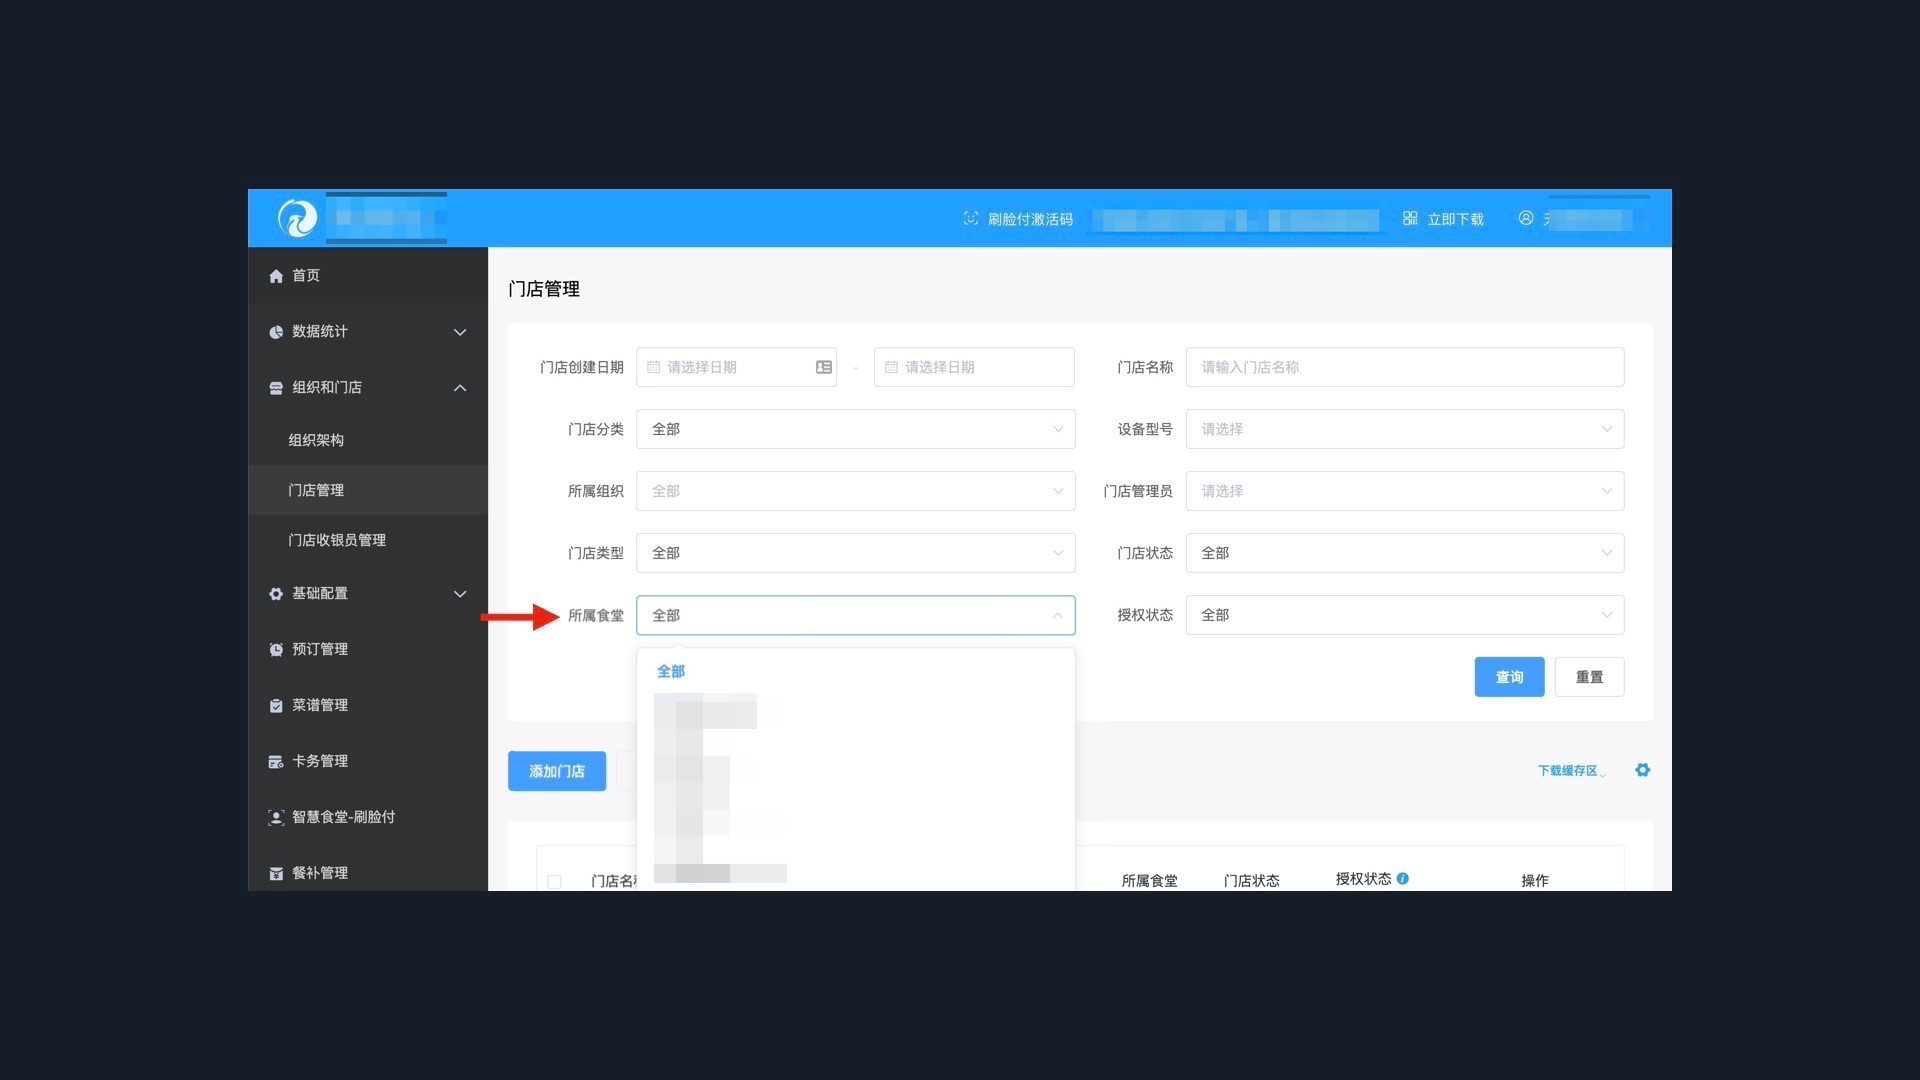 刷脸付激活码
立即下载
首页
数据统计
组织和门店
组织架构
门店管理
门店收银员管理
基础配置
预订管理
菜谱管理
卡务管理
智慧食堂-刷脸付
餐补管理
门店管理
门店创建日期 请选择日期 - 请选择日期 门店名称 请输入门店名称
门店分类 全部 设备型号 请选择
所属组织 全部 门店管理员 请选择
门店类型 全部 门店状态 全部
所属食堂 全部 授权状态 全部
全部
查询 重置
添加门店 下载缓存区
门店名 所属食堂 门店状态 授权状态 操作